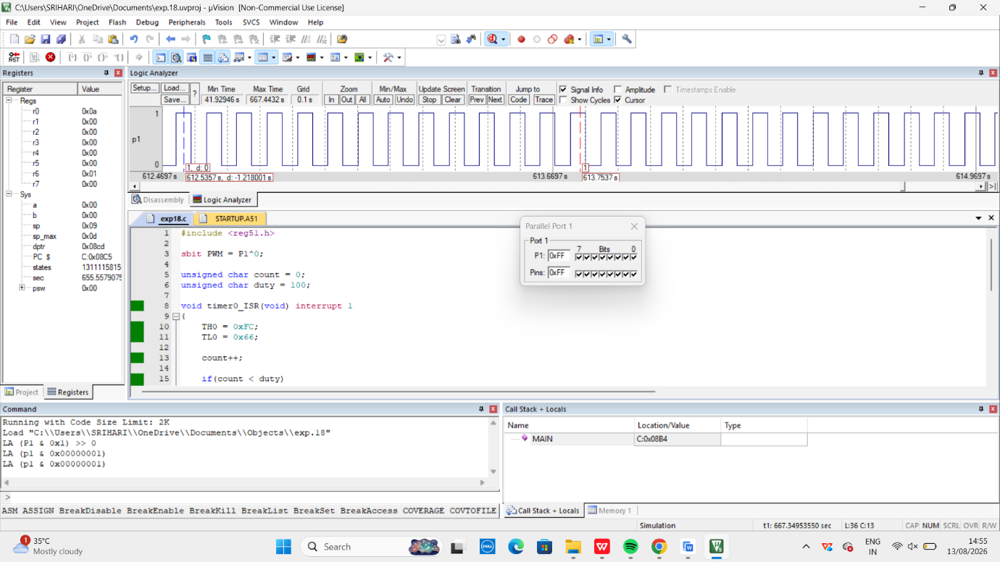 C:\Users\SRIHARI\OneDrive\Documents\exp.18.uvproj - µVision [Non-Commercial Use License]
File Edit View Project Flash Debug Peripherals Tools SVCS Window Help
RST
Registers
Register Value
Regs
r0 0x0a
r1 0x00
r2 0x00
r3 0x00
r4 0x00
r5 0x00
r6 0x01
r7 0x00
Sys
a 0x00
b 0x00
sp 0x09
sp_max 0x0d
dptr 0x08cd
PC $ C:0x08C5
states 1311115815
sec 655.5579075
psw 0x00
Project Registers
Logic Analyzer
Setup... Load... ? Min Time Max Time Grid Zoom Min/Max Update Screen Transition Jump to Signal Info Amplitude Timestamps Enable
Save... 41.92946 s 667.4432 s 0.1 s In Out All Auto Undo Stop Clear Prev Next Code Trace Show Cycles Cursor
1
p1
0
1, d: 0 1
612.4697 s 612.5357 s, d: -1.218001 s 613.6697 s 613.7537 s 614.9697 s
Disassembly Logic Analyzer
exp18.c STARTUP.A51
1 #include <reg51.h>
2
3 sbit PWM = P1^0;
4
5 unsigned char count = 0;
6 unsigned char duty = 100;
7
8 void timer0_ISR(void) interrupt 1
9 {
10 TH0 = 0xFC;
11 TL0 = 0x66;
12
13 count++;
14
15 if(count < duty)
Parallel Port 1
Port 1
7 Bits 0
P1: 0xFF
Pins: 0xFF
Command
Running with Code Size Limit: 2K
Load "C:\\Users\\SRIHARI\\OneDrive\\Documents\\Objects\\exp.18"
LA (P1 & 0x1) >> 0
LA (p1 & 0x00000001)
LA (p1 & 0x00000001)
>
ASM ASSIGN BreakDisable BreakEnable BreakKill BreakList BreakSet BreakAccess COVERAGE COVTOFILE
Call Stack + Locals
Name Location/Value Type
MAIN C:0x08B4
Call Stack + Locals Memory 1
Simulation t1: 667.34953550 sec L:36 C:13 CAP NUM SCRL OVR R/W
1
35°C
Mostly cloudy
Search
DELL
W
ENG
IN
14:55
13/08/2026